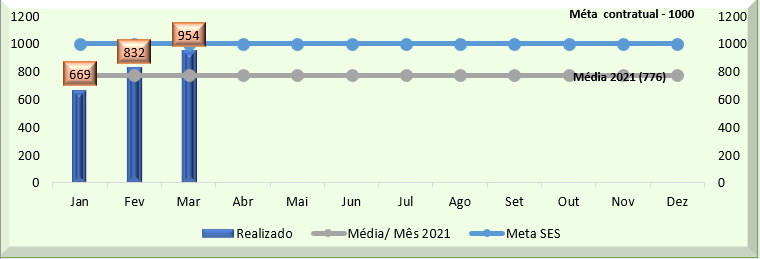 Méta contratual - 1000
1200 1200
1000 1000
800 800
600 600
400 400
200 200
0 0
954
832
669
Média 2021 (776)
Jan Fev Mar Abr Mai Jun Jul Ago Set Out Nov Dez
Realizado Média/ Mês 2021 Meta SES